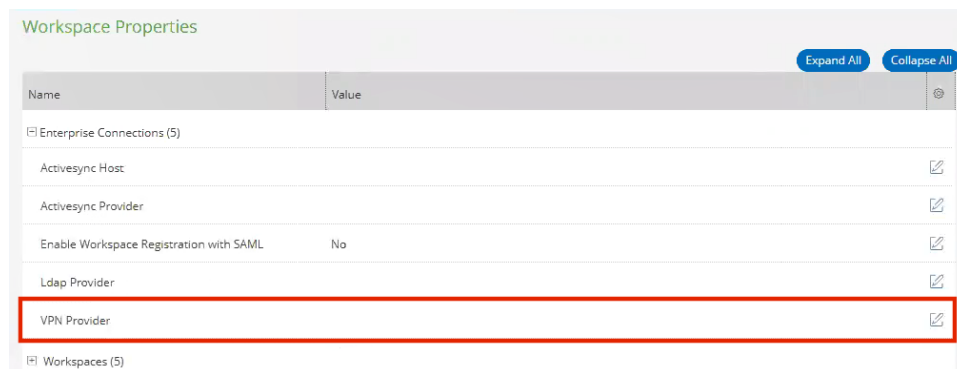 Workspace Properties
Expand All Collapse All
Name Value
Enterprise Connections (5)
Activesync Host
Activesync Provider
Enable Workspace Registration with SAML No
Ldap Provider
VPN Provider
Workspaces (5)